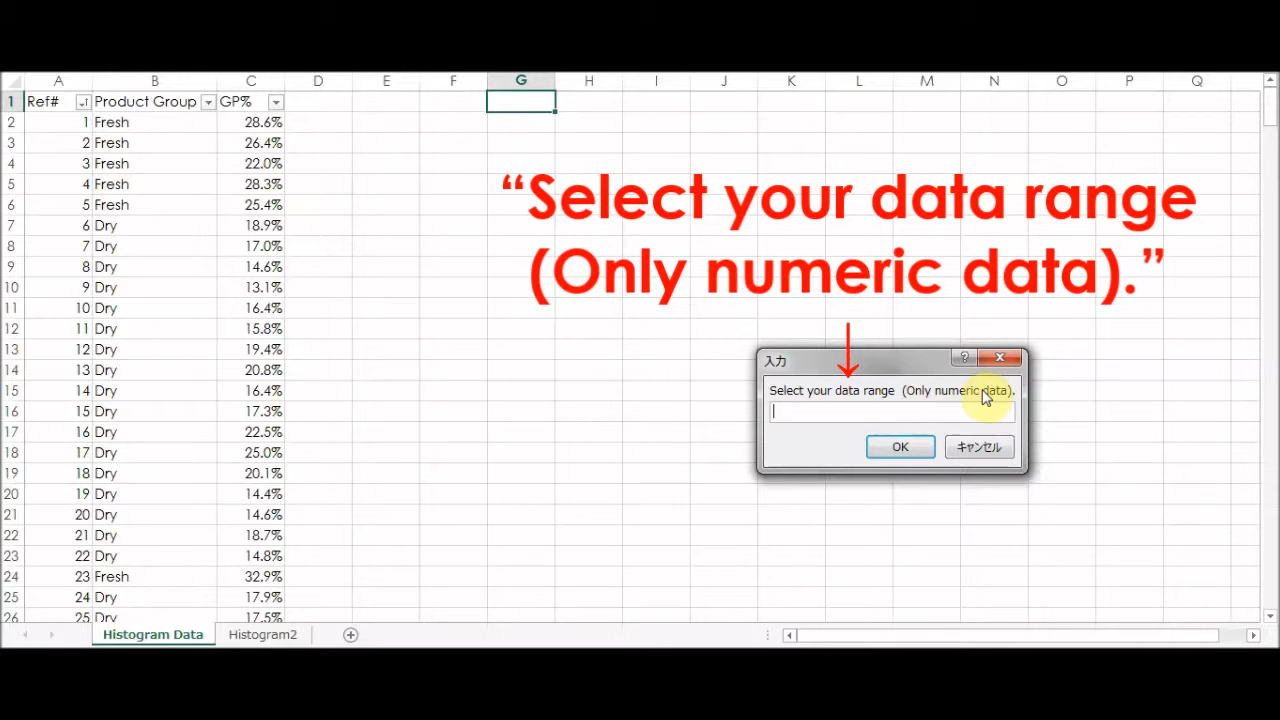 A B C D E F G H I J K L M N O P Q
1 Ref# Product Group GP%
2 1 Fresh 28.6%
3 2 Fresh 26.4%
4 3 Fresh 22.0%
5 4 Fresh 28.3%
6 5 Fresh 25.4%
7 6 Dry 18.9%
8 7 Dry 17.0%
9 8 Dry 14.6%
10 9 Dry 13.1%
11 10 Dry 16.4%
12 11 Dry 15.8%
13 12 Dry 19.4%
14 13 Dry 20.8%
15 14 Dry 16.4%
16 15 Dry 17.3%
17 16 Dry 22.5%
18 17 Dry 25.0%
19 18 Dry 20.1%
20 19 Dry 14.4%
21 20 Dry 14.6%
22 21 Dry 18.7%
23 22 Dry 14.8%
24 23 Fresh 32.9%
25 24 Dry 17.9%
26 25 Dry 17.5%
“Select your data range
(Only numeric data).”
入力
Select your data range (Only numeric data).
OK キャンセル
Histogram Data Histogram2